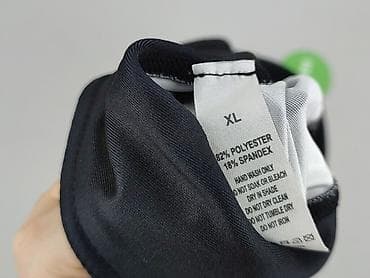 XL
82% POLYESTER
18% SPANDEX
HAND WASH ONLY
DO NOT SOAK OR BLEACH
DRY IN SHADE
DO NOT DRY CLEAN
DO NOT TUMBLE DRY
DO NOT IRON